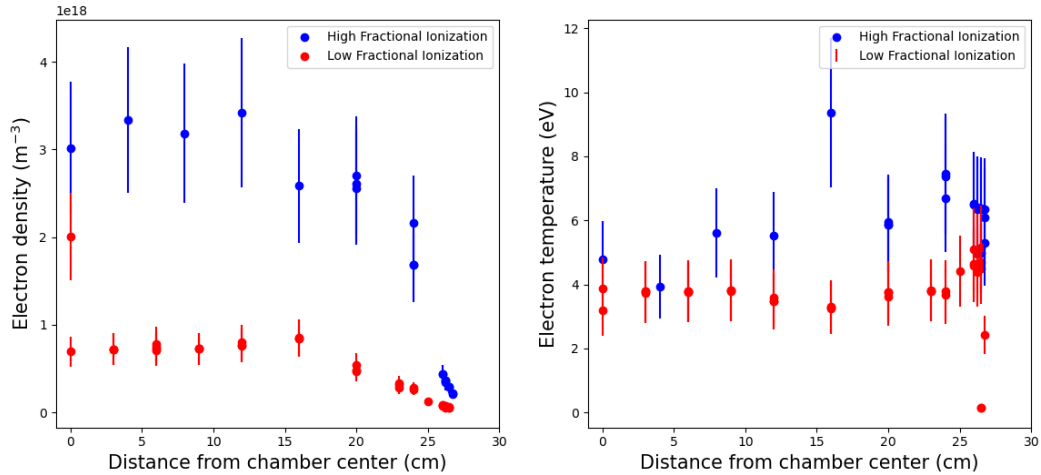 1e18
High Fractional Ionization
Low Fractional Ionization
4
3
2
1
0
Electron density (m⁻³)
0 5 10 15 20 25 30
Distance from chamber center (cm)
High Fractional Ionization
Low Fractional Ionization
12
10
8
6
4
2
0
Electron temperature (eV)
0 5 10 15 20 25 30
Distance from chamber center (cm)